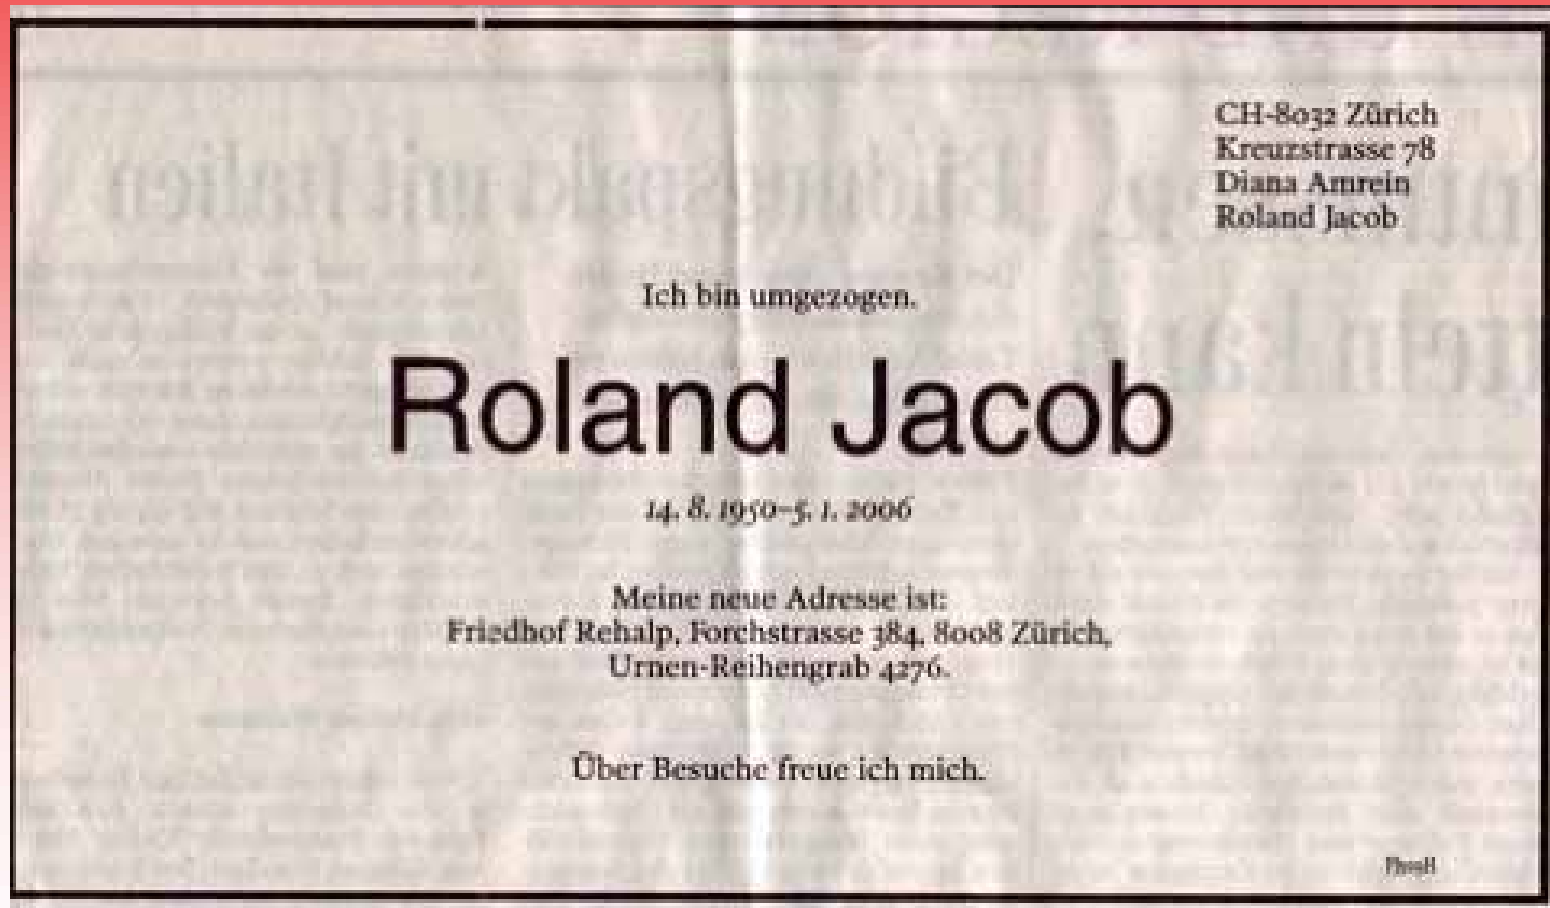 CH-8032 Zürich
Kreuzstrasse 78
Diana Amrein
Roland Jacob
Ich bin umgezogen.
Roland Jacob
14. 8. 1950–5. 1. 2006
Meine neue Adresse ist:
Friedhof Rehalp, Forchstrasse 384, 8008 Zürich,
Urnen-Reihengrab 4276.
Über Besuche freue ich mich.